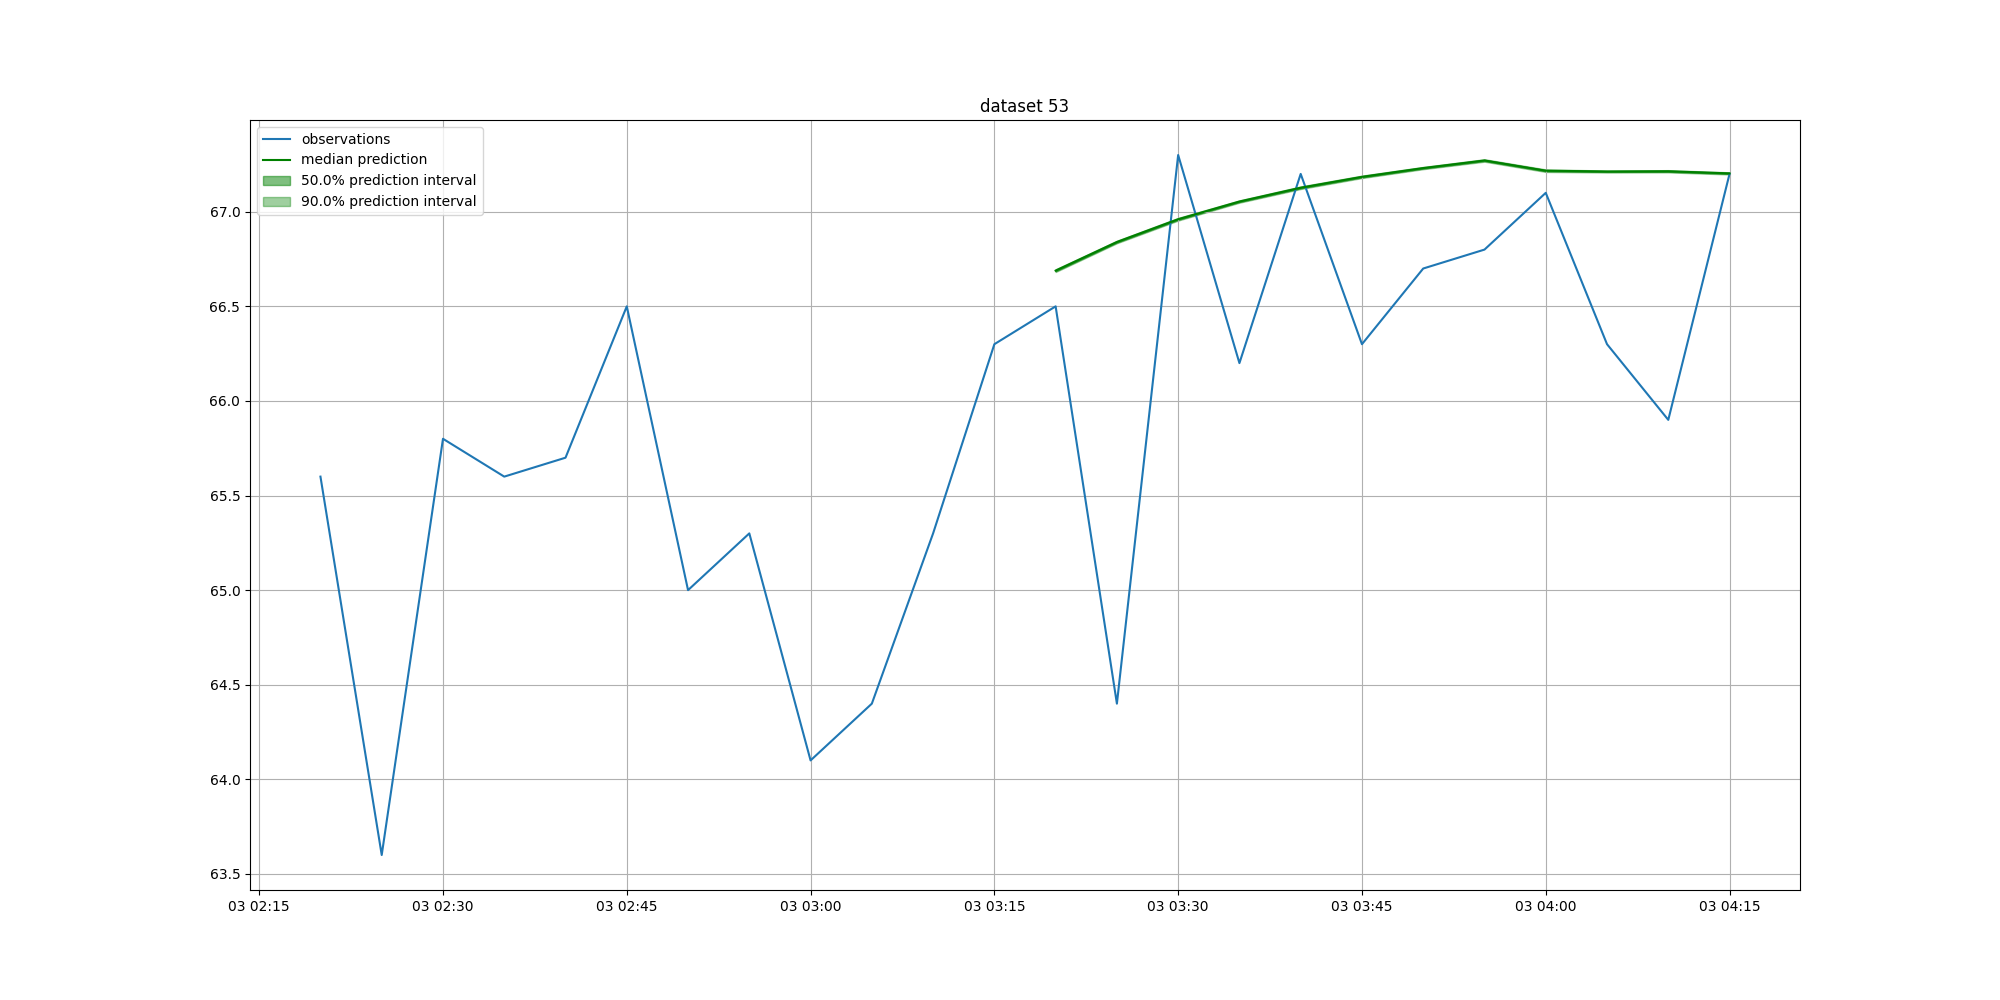 dataset 53
observations
median prediction
50.0% prediction interval
90.0% prediction interval
67.0
66.5
66.0
65.5
65.0
64.5
64.0
63.5
03 02:15 03 02:30 03 02:45 03 03:00 03 03:15 03 03:30 03 03:45 03 04:00 03 04:15